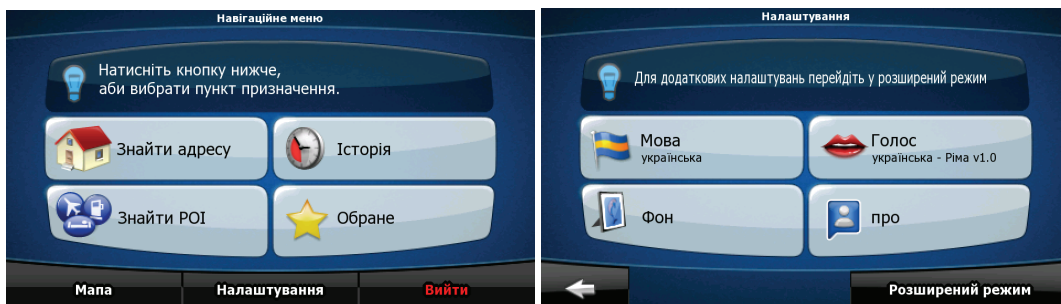 Навігаційне меню
Натисніть кнопку нижче,
аби вибрати пункт призначення.
Знайти адресу
Історія
Знайти POI
Обране
Мапа
Налаштування
Вийти
Налаштування
Для додаткових налаштувань перейдіть у розширений режим
Мова
українська
Голос
українська - Ріма v1.0
Фон
про
Розширений режим